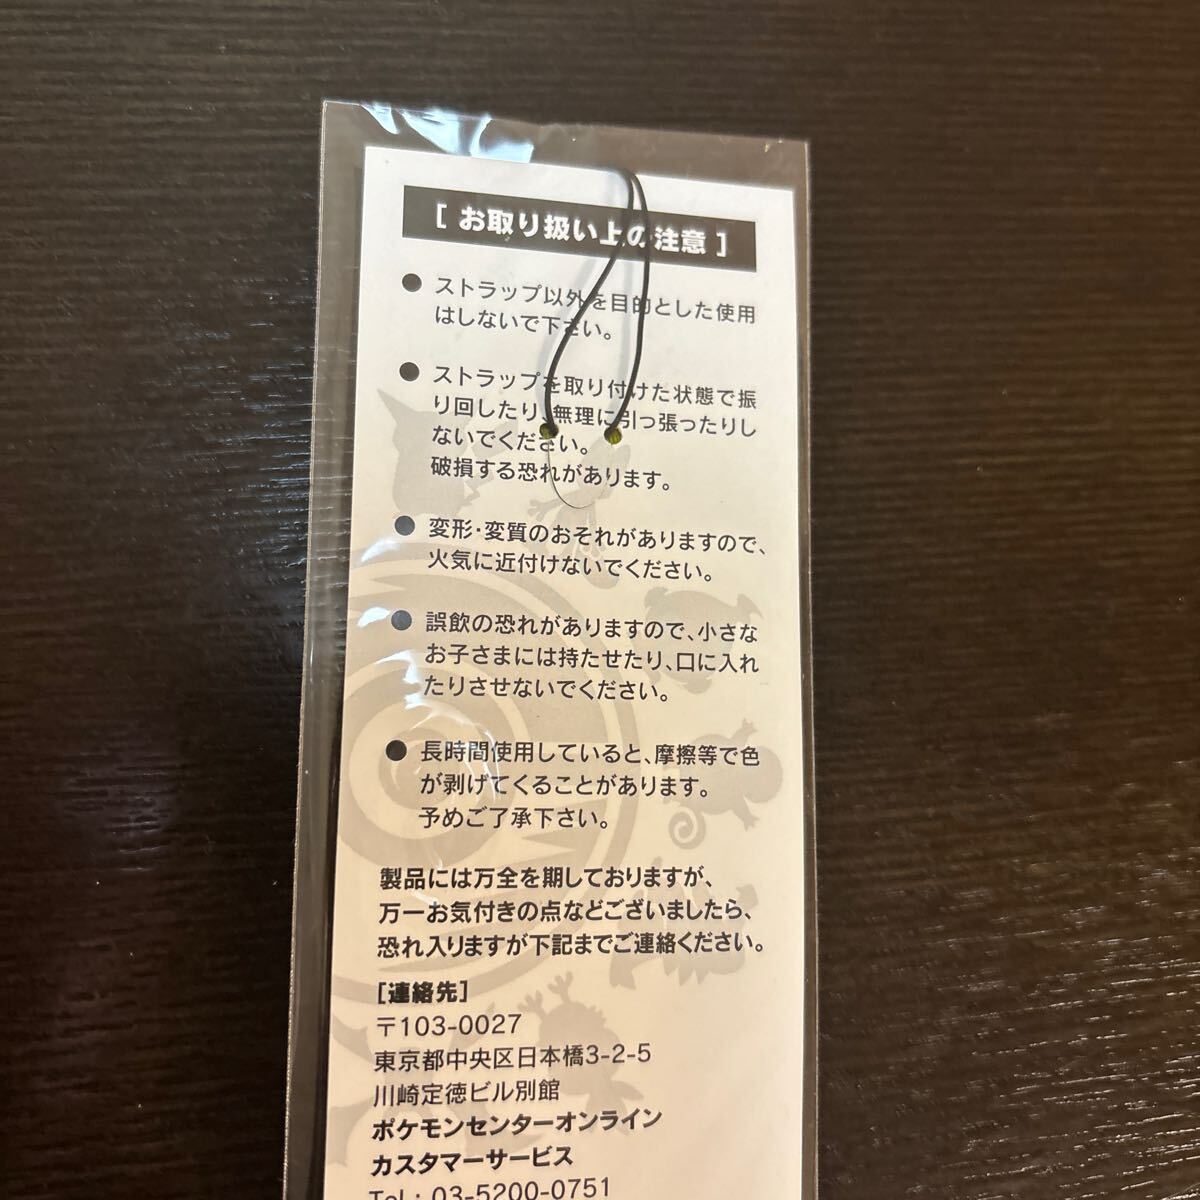 [ お取り扱い上の注意 ]
● ストラップ以外を目的とした使用
はしないで下さい。
● ストラップを取り付けた状態で振
り回したり、無理に引っ張ったりし
ないでください。
破損する恐れがあります。
● 変形・変質のおそれがありますので、
火気に近付けないでください。
● 誤飲の恐れがありますので、小さな
お子さまには持たせたり、口に入れ
たりさせないでください。
● 長時間使用していると、摩擦等で色
が剥げてくることがあります。
予めご了承下さい。
製品には万全を期しておりますが、
万一お気付きの点などございましたら、
恐れ入りますが下記までご連絡ください。
[連絡先]
〒103-0027
東京都中央区日本橋3-2-5
川崎定徳ビル別館
ポケモンセンターオンライン
カスタマーサービス
Tel : 03-5200-0751